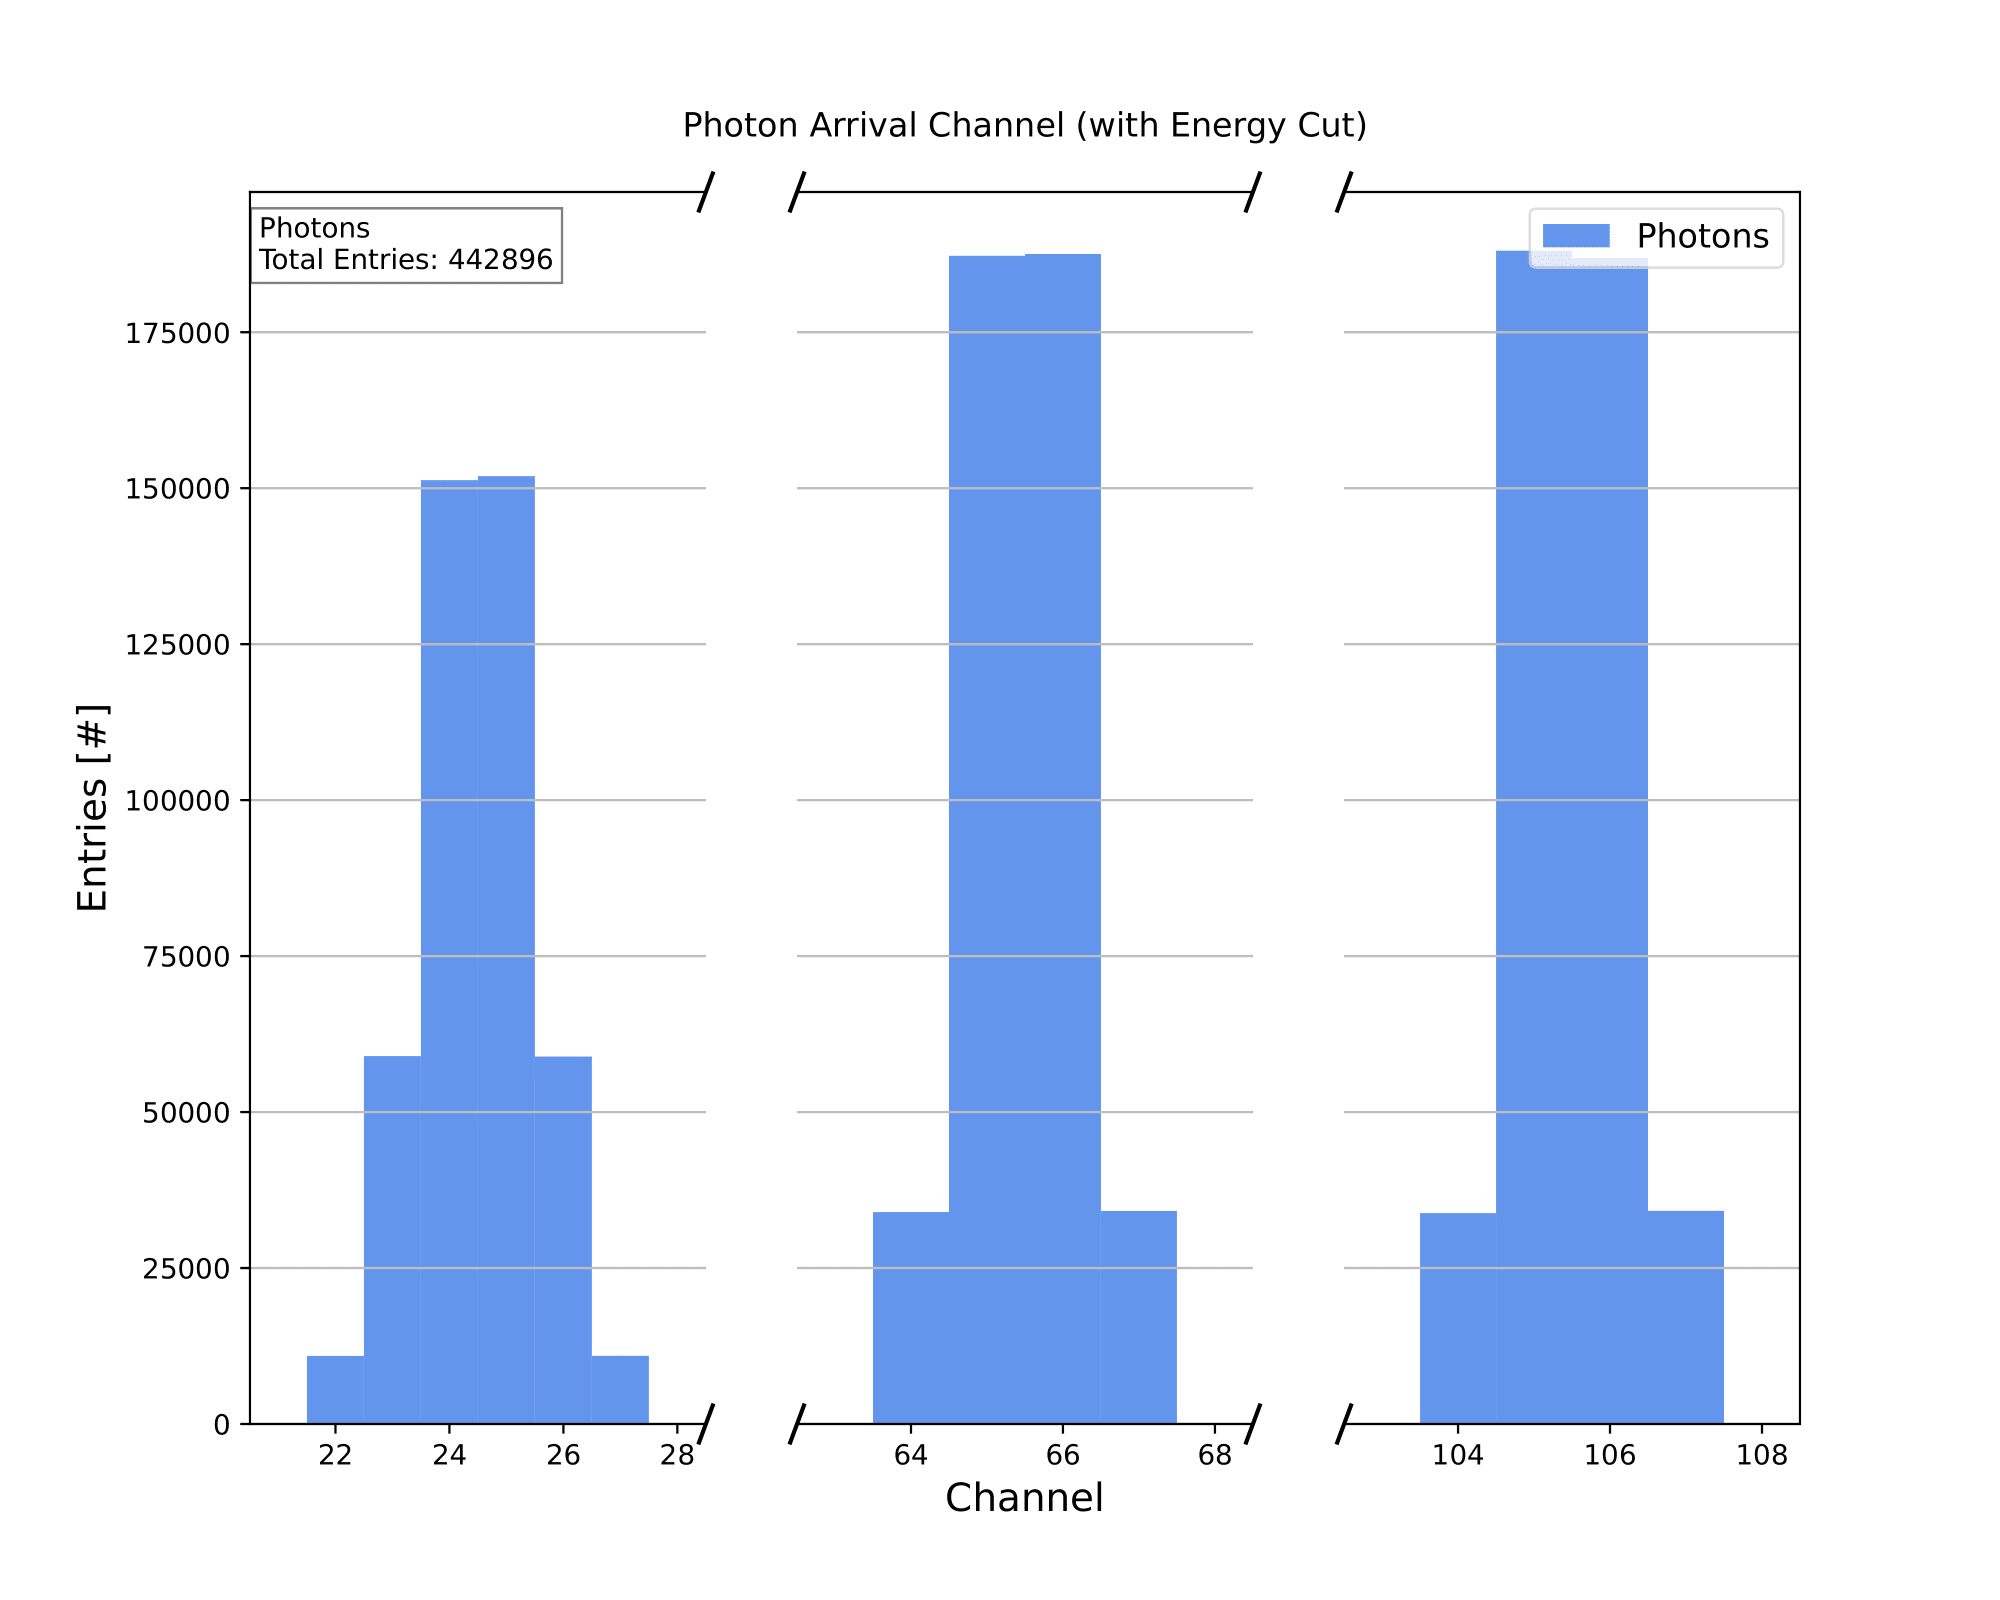 Photon Arrival Channel (with Energy Cut)
Photons
Total Entries: 442896
Photons
175000
150000
125000
100000
75000
50000
25000
0
Entries [#]
22 24 26 28 64 66 68 104 106 108
Channel